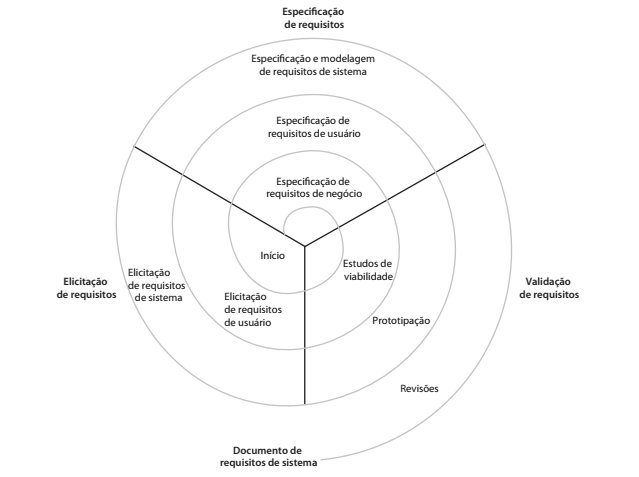 Especificação
de requisitos
Especificação e modelagem
de requisitos de sistema
Especificação de
requisitos de usuário
Especificação de
requisitos de negócio
Início
Estudos de
viabilidade
Elicitação
de requisitos
de sistema
Elicitação
de requisitos
Elicitação
de requisitos
de usuário
Validação
de requisitos
Prototipação
Revisões
Documento de
requisitos de sistema